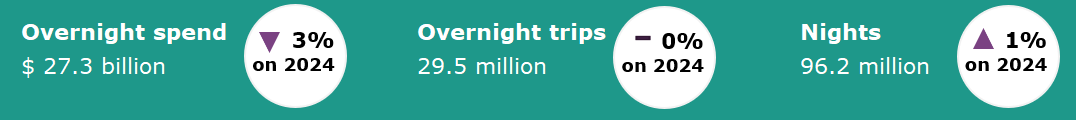 Overnight spend
$ 27.3 billion
▼ 3%
on 2024
Overnight trips
29.5 million
– 0%
on 2024
Nights
96.2 million
▲ 1%
on 2024